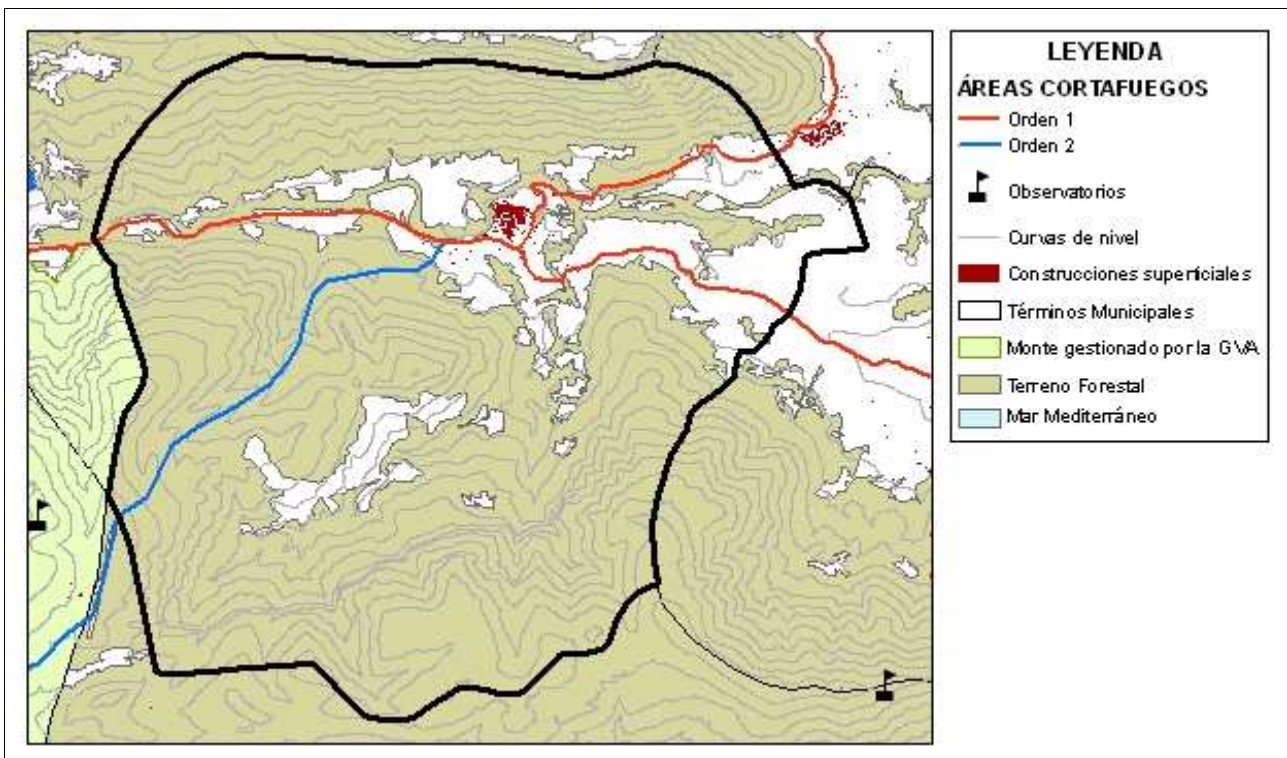 LEYENDA
ÁREAS CORTAFUEGOS
Orden 1
Orden 2
Observatorios
Curvas de nivel
Construcciones superficiales
Términos Municipales
Monte gestionado por la GVA
Terreno Forestal
Mar Mediterráneo